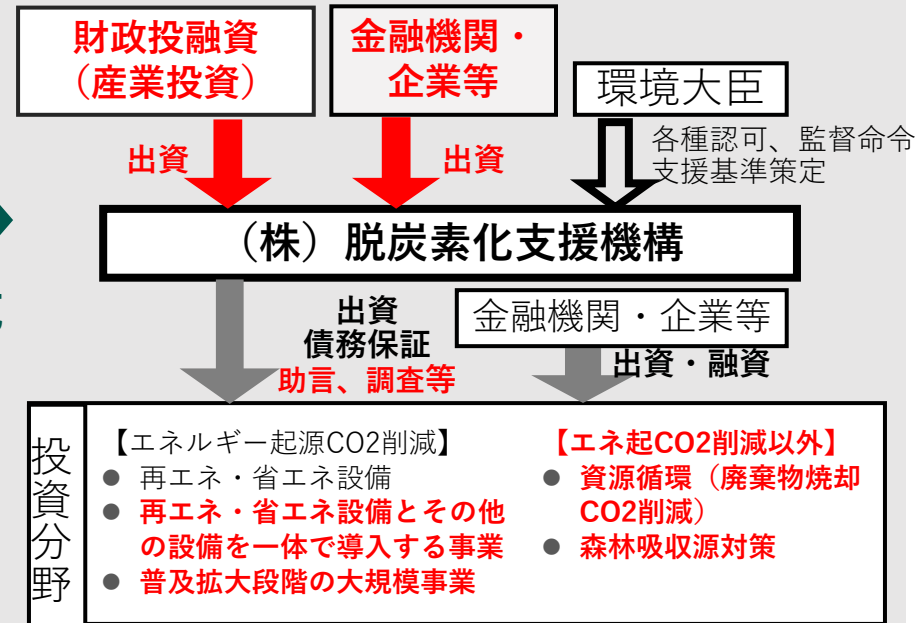 財政投融資
（産業投資）
金融機関・
企業等
環境大臣
出資
出資
各種認可、監督命令
支援基準策定
（株）脱炭素化支援機構
出資
債務保証
助言、調査等
金融機関・企業等
出資・融資
投資分野
【エネルギー起源CO2削減】
● 再エネ・省エネ設備
● 再エネ・省エネ設備とその他
の設備を一体で導入する事業
● 普及拡大段階の大規模事業
【エネ起CO2削減以外】
● 資源循環（廃棄物焼却
CO2削減）
● 森林吸収源対策